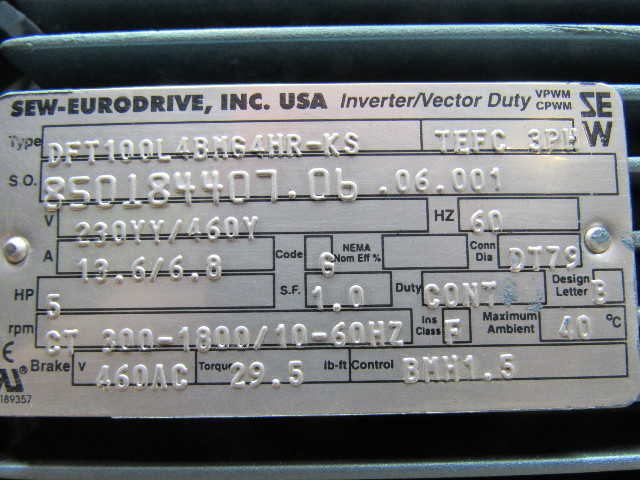 SEW-EURODRIVE, INC. USA Inverter/Vector Duty VPWM CPWM SEW
Type DFT100L4BMG4HR-KS TEFC 3PH
S.O. 850184407.06 .06.001
V 230YY/460Y HZ 60
A 13.6/6.8 Code G NEMA Nom Eff % Conn Dia DT79
HP 5 S.F. 1.0 Duty CONT Design Letter B
rpm CT 300-1800/10-60HZ Ins Class F Maximum Ambient 40 °C
Brake V 460AC Torque 29.5 lb-ft Control BMH1.5
189357